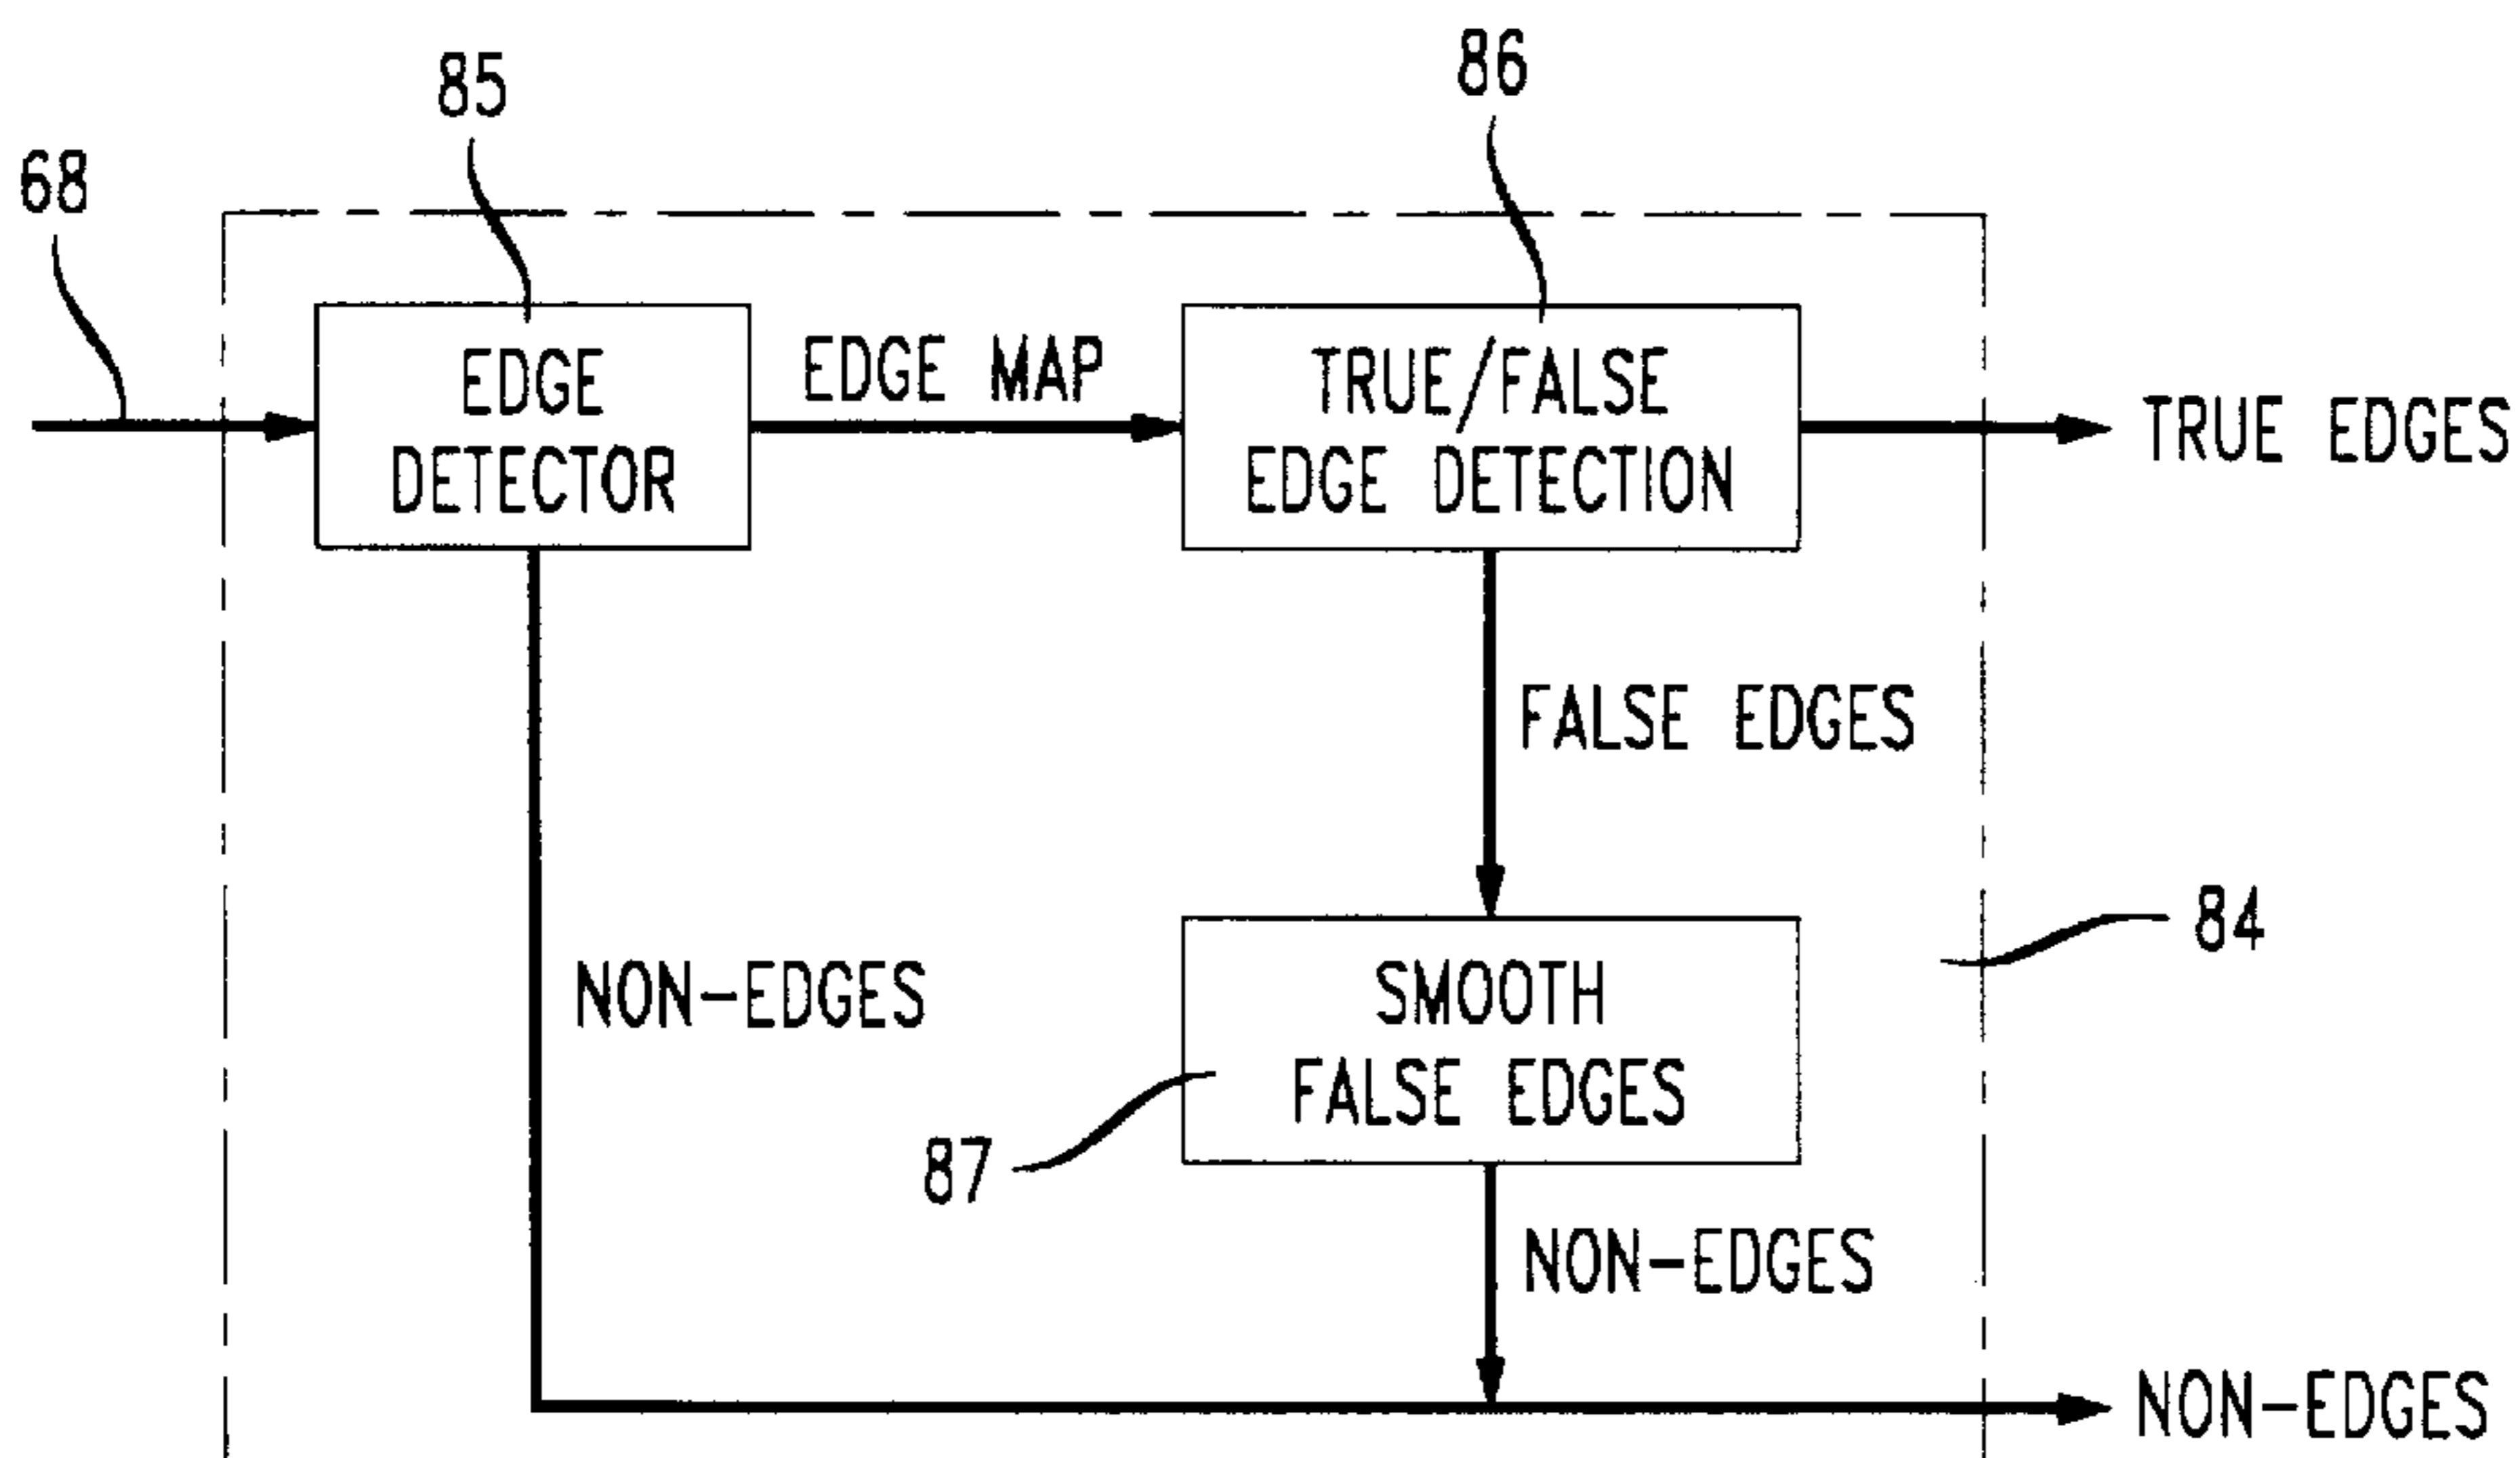 86
85
68
EDGE
DETECTOR
EDGE MAP
TRUE/FALSE
EDGE DETECTION
TRUE EDGES
FALSE EDGES
84
NON-EDGES
SMOOTH
FALSE EDGES
87
NON-EDGES
NON-EDGES